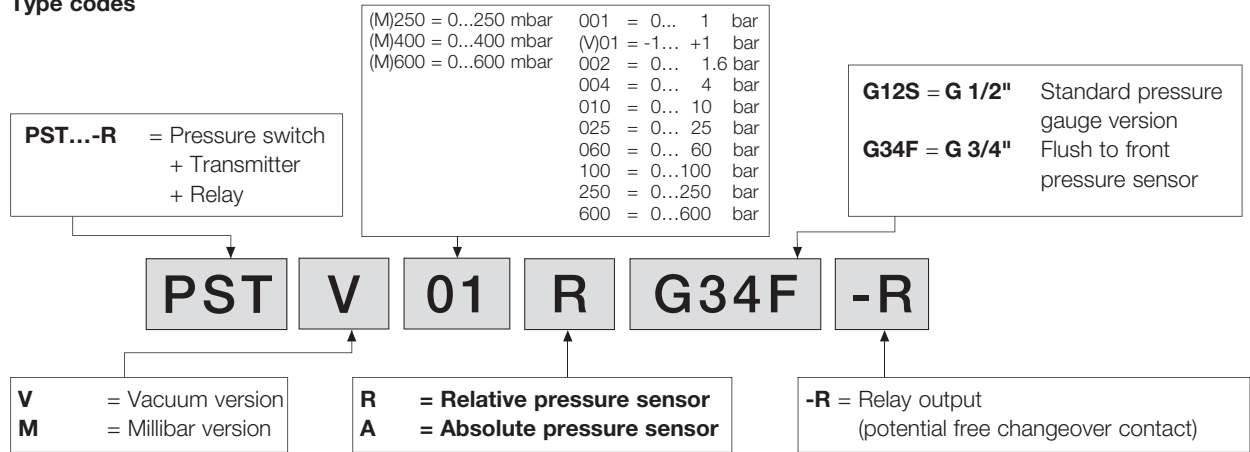 Type codes
(M)250 = 0...250 mbar
(M)400 = 0...400 mbar
(M)600 = 0...600 mbar
001 = 0... 1 bar
(V)01 = -1... +1 bar
002 = 0... 1.6 bar
004 = 0... 4 bar
010 = 0... 10 bar
025 = 0... 25 bar
060 = 0... 60 bar
100 = 0...100 bar
250 = 0...250 bar
600 = 0...600 bar
G12S = G 1/2" Standard pressure
gauge version
G34F = G 3/4" Flush to front
pressure sensor
PST...-R = Pressure switch
+ Transmitter
+ Relay
PST V 01 R G34F -R
V = Vacuum version
M = Millibar version
R = Relative pressure sensor
A = Absolute pressure sensor
-R = Relay output
(potential free changeover contact)